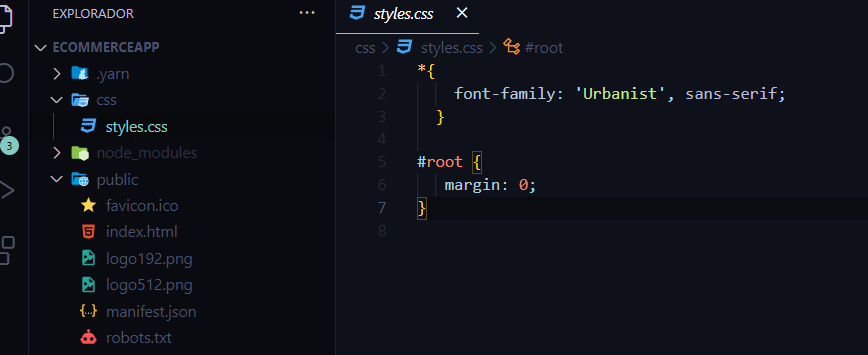 EXPLORADOR ···
ECOMMERCEAPP
.yarn
css
styles.css
3
node_modules
public
favicon.ico
index.html
logo192.png
logo512.png
manifest.json
robots.txt
styles.css
css > styles.css > #root
1 *{
2 font-family: 'Urbanist', sans-serif;
3 }
4
5 #root {
6 margin: 0;
7 }
8